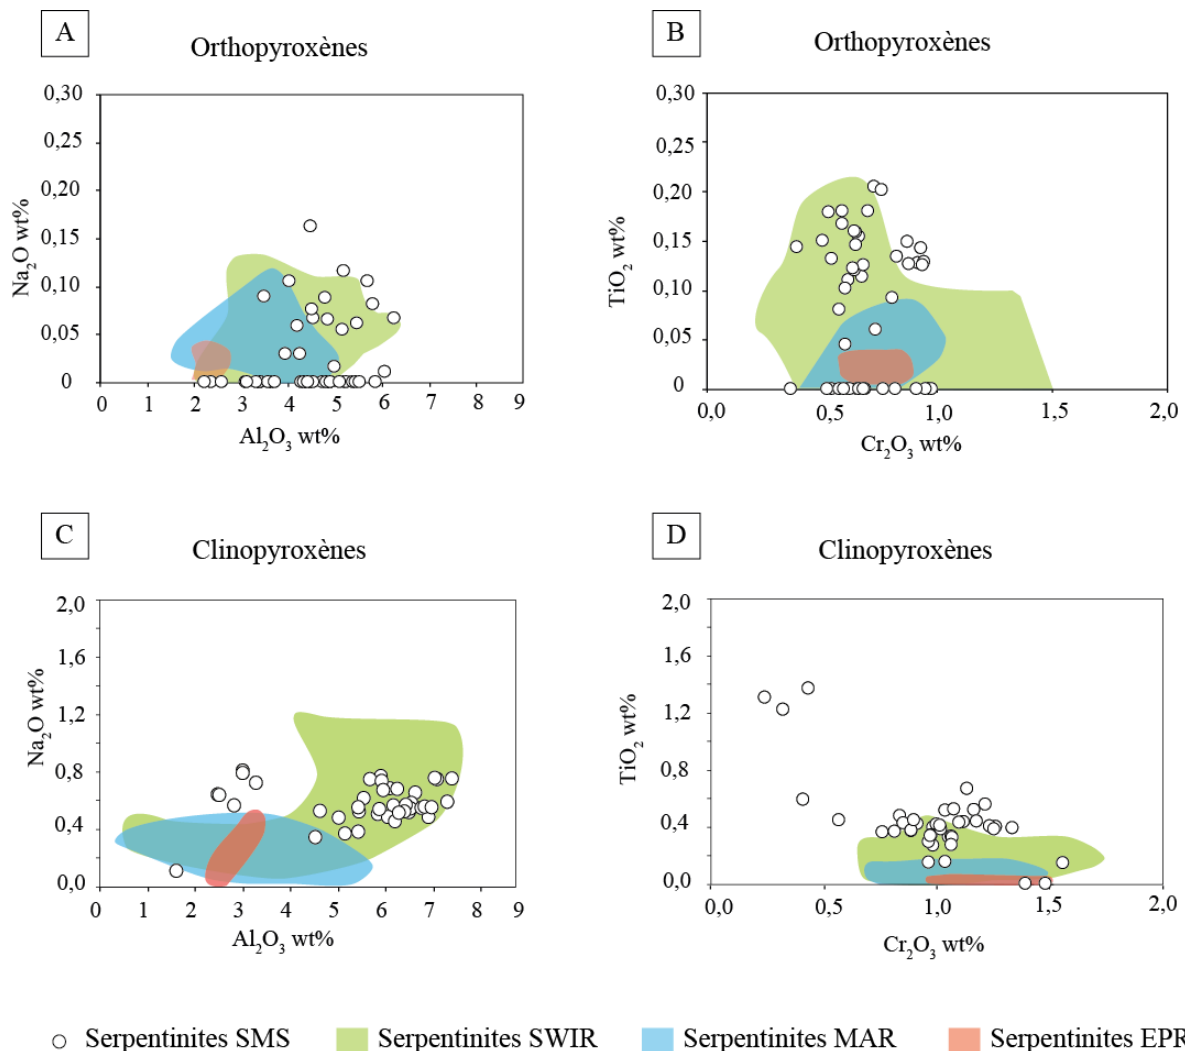 A
Orthopyroxènes
0,30
0,25
0,20
0,15
0,10
0,05
0
Na₂O wt%
0 1 2 3 4 5 6 7 8 9
Al₂O₃ wt%
B
Orthopyroxènes
0,30
0,25
0,20
0,15
0,10
0,05
0
TiO₂ wt%
0,0 0,5 1,0 1,5 2,0
Cr₂O₃ wt%
C
Clinopyroxènes
2,0
1,6
1,2
0,8
0,4
0,0
Na₂O wt%
0 1 2 3 4 5 6 7 8 9
Al₂O₃ wt%
D
Clinopyroxènes
2,0
1,6
1,2
0,8
0,4
0,0
TiO₂ wt%
0,0 0,5 1,0 1,5 2,0
Cr₂O₃ wt%
Serpentinites SMS Serpentinites SWIR Serpentinites MAR Serpentinites EPR